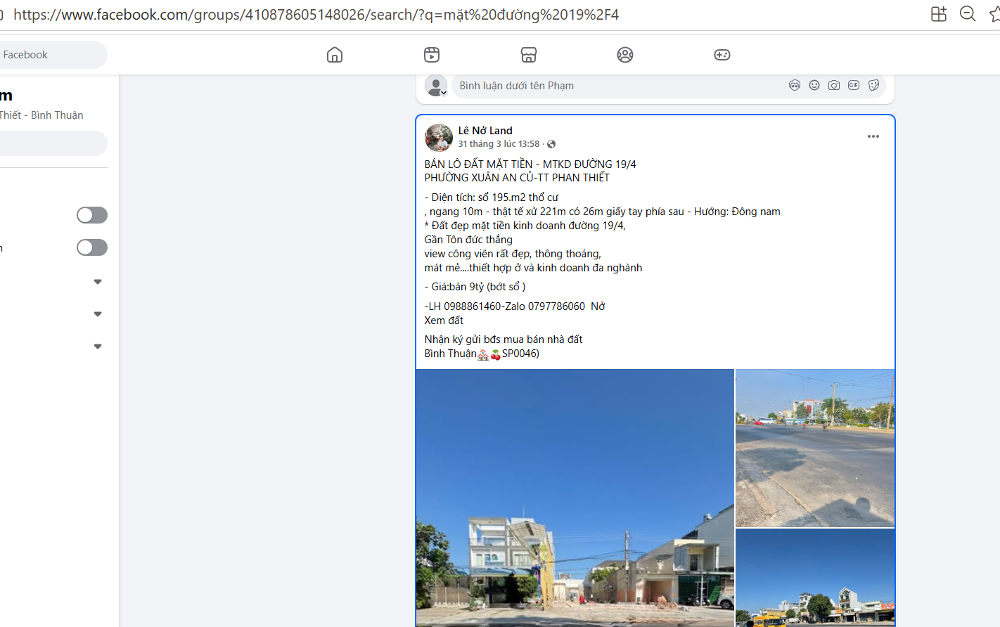 https://www.facebook.com/groups/410878605148026/search/?q=mặt%20đường%2019%2F4
Facebook
m
Thiết - Bình Thuận
n
Bình luận dưới tên Phạm
GIF
Lê Nở Land
31 tháng 3 lúc 13:58 ·
BÁN LÔ ĐẤT MẶT TIỀN - MTKD ĐƯỜNG 19/4
PHƯỜNG XUÂN AN CỦ-TT PHAN THIẾT
- Diện tích: sổ 195.m2 thổ cư
, ngang 10m - thật tế xử 221m có 26m giấy tay phía sau - Hướng: Đông nam
* Đất đẹp mặt tiền kinh doanh đường 19/4,
Gần Tôn đức thắng
view công viên rất đẹp, thông thoáng,
mát mẻ....thiết hợp ở và kinh doanh đa nghành
- Giá:bán 9tỷ (bớt sổ )
-LH 0988861460-Zalo 0797786060 Nở
Xem đất
Nhận ký gửi bđs mua bán nhà đất
Bình Thuận🏡🍒SP0046)